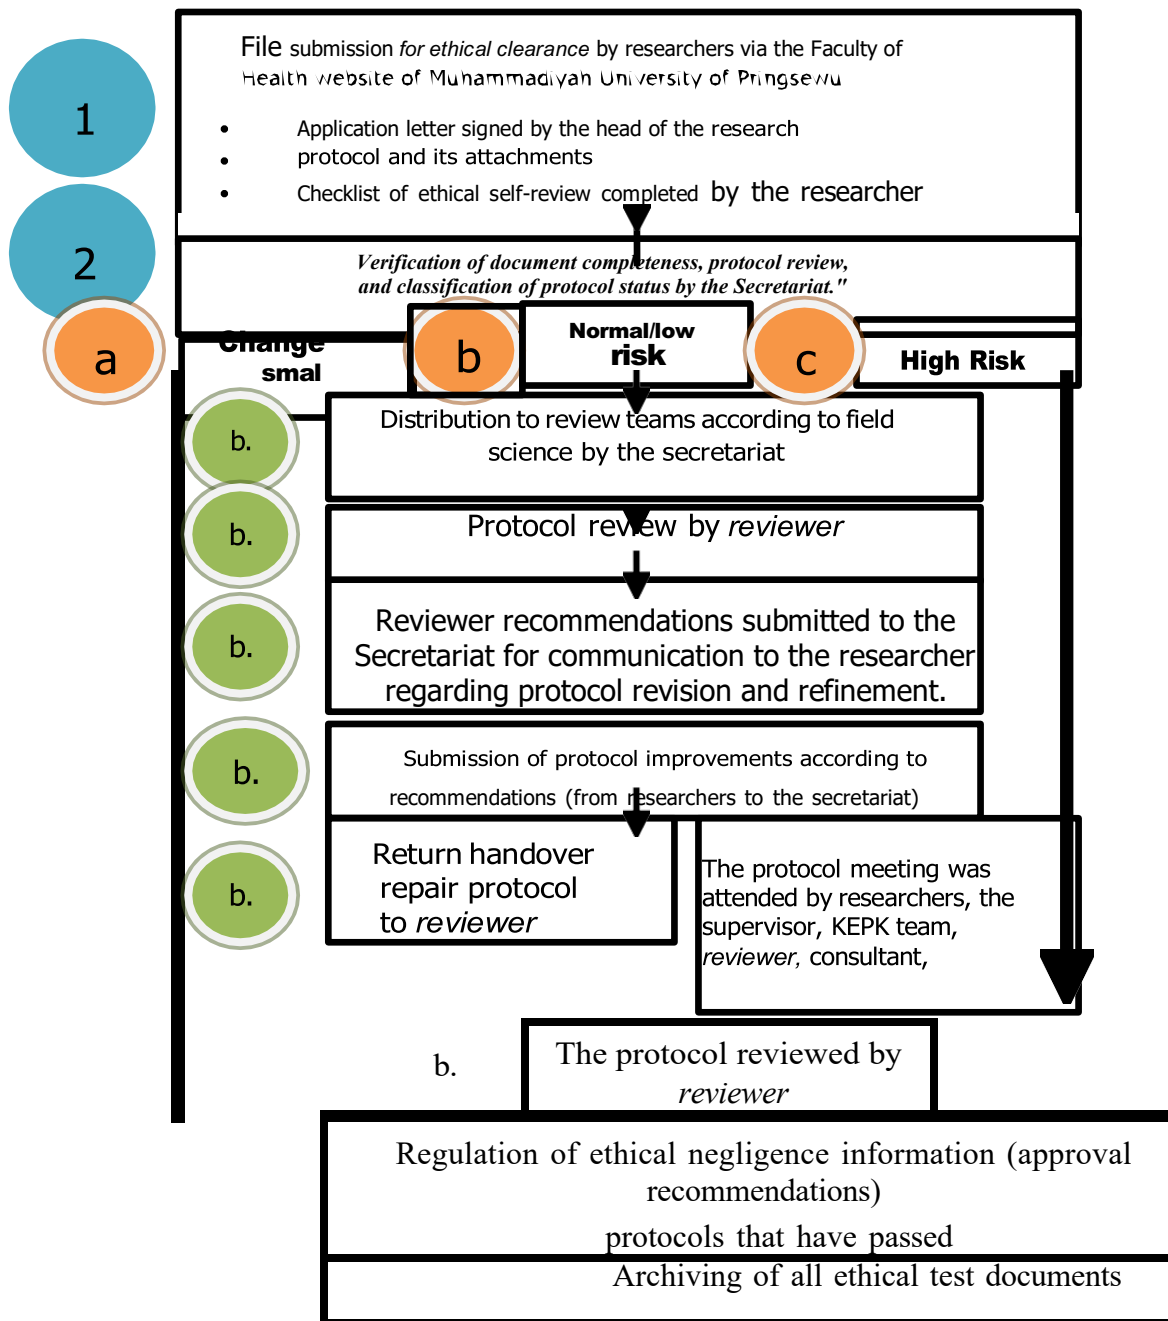 File submission for ethical clearance by researchers via the Faculty of
Health website of Muhammadiyah University of Pringsewu
1
• Application letter signed by the head of the research
• protocol and its attachments
• Checklist of ethical self-review completed by the researcher
2
Verification of document completeness, protocol review,
and classification of protocol status by the Secretariat."
a
Change
smal
b
Normal/low
risk
c
High Risk
b.
Distribution to review teams according to field
science by the secretariat
b.
Protocol review by reviewer
b.
Reviewer recommendations submitted to the
Secretariat for communication to the researcher
regarding protocol revision and refinement.
b.
Submission of protocol improvements according to
recommendations (from researchers to the secretariat)
b.
Return handover
repair protocol
to reviewer
The protocol meeting was
attended by researchers, the
supervisor, KEPK team,
reviewer, consultant,
b.
The protocol reviewed by
reviewer
Regulation of ethical negligence information (approval
recommendations)
protocols that have passed
Archiving of all ethical test documents